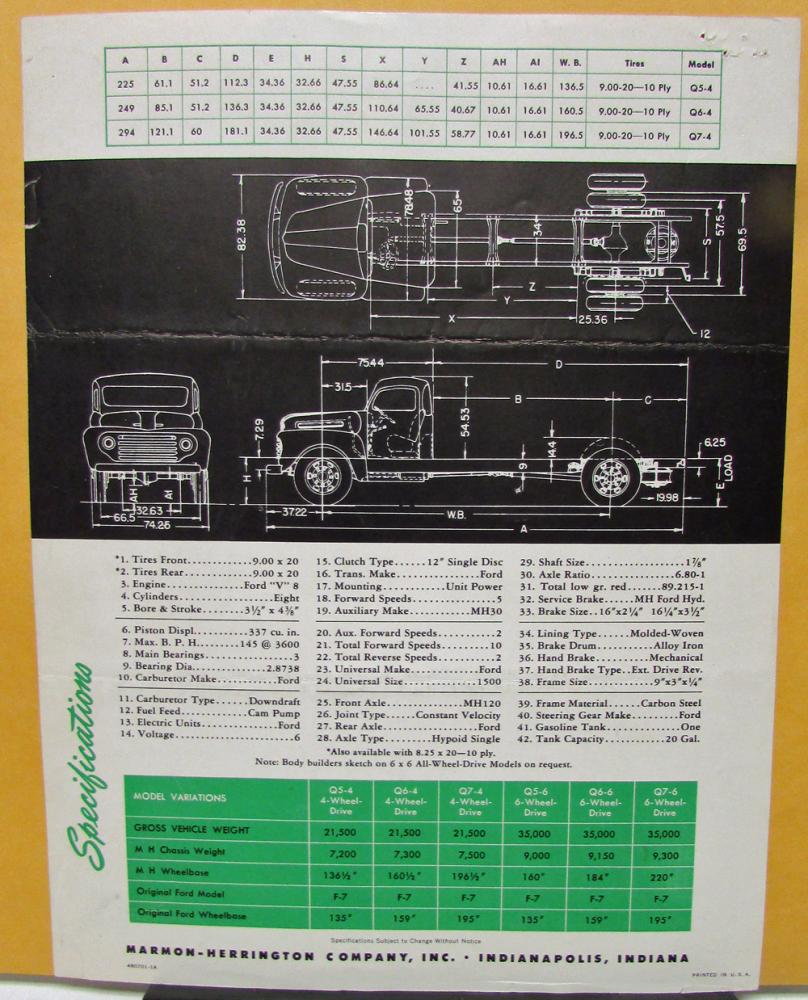 A B C D E H S X Y Z AH AI W. B. Tires Model
225 61.1 51.2 112.3 34.36 32.66 47.55 86.64 .... 41.55 10.61 16.61 136.5 9.00-20—10 Ply Q5-4
249 85.1 51.2 136.3 34.36 32.66 47.55 110.64 65.55 40.67 10.61 16.61 160.5 9.00-20—10 Ply Q6-4
294 121.1 60 181.1 34.36 32.66 47.55 146.64 101.55 58.77 10.61 16.61 196.5 9.00-20—10 Ply Q7-4
82.38
78.48
65
34
S
57.5
69.5
Z
Y
X
25.36
12
75.44
D
31.5
B
C
54.53
7.29
14.4
6.25
H
9
E
LOAD
19.98
AH
AI
32.63
66.5
74.26
37.22
W.B.
A
Specifications
*1. Tires Front.............9.00 x 20
*2. Tires Rear..............9.00 x 20
3. Engine................Ford "V" 8
4. Cylinders...................Eight
5. Bore & Stroke.........3½" x 4⅜"
6. Piston Displ...........337 cu. in.
7. Max. B. P. H.........145 @ 3600
8. Main Bearings..................3
9. Bearing Dia...............2.8738
10. Carburetor Make............Ford
11. Carburetor Type.......Downdraft
12. Fuel Feed...........Cam Pump
13. Electric Units...............Ford
14. Voltage........................6
15. Clutch Type......12" Single Disc
16. Trans. Make.................Ford
17. Mounting.............Unit Power
18. Forward Speeds................5
19. Auxiliary Make............MH30
20. Aux. Forward Speeds...........2
21. Total Forward Speeds.........10
22. Total Reverse Speeds..........2
23. Universal Make.............Ford
24. Universal Size..............1500
25. Front Axle...............MH120
26. Joint Type......Constant Velocity
27. Rear Axle...................Ford
28. Axle Type.........Hypoid Single
29. Shaft Size....................1⅞"
30. Axle Ratio................6.80-1
31. Total low gr. red.......89.215-1
32. Service Brake......MH Ford Hyd.
33. Brake Size..16"x2¼" 16¼"x3½"
34. Lining Type......Molded-Woven
35. Brake Drum...........Alloy Iron
36. Hand Brake...........Mechanical
37. Hand Brake Type..Ext. Drive Rev.
38. Frame Size............9"x3"x¼"
39. Frame Material......Carbon Steel
40. Steering Gear Make.........Ford
41. Gasoline Tank...............One
42. Tank Capacity............20 Gal.
*Also available with 8.25 x 20—10 ply.
Note: Body builders sketch on 6 x 6 All-Wheel-Drive Models on request.
MODEL VARIATIONS Q5-4 4-Wheel-Drive Q6-4 4-Wheel-Drive Q7-4 4-Wheel-Drive Q5-6 6-Wheel-Drive Q6-6 6-Wheel-Drive Q7-6 6-Wheel-Drive
GROSS VEHICLE WEIGHT 21,500 21,500 21,500 35,000 35,000 35,000
M H Chassis Weight 7,200 7,300 7,500 9,000 9,150 9,300
M H Wheelbase 136½" 160½" 196½" 160" 184" 220"
Original Ford Model F-7 F-7 F-7 F-7 F-7 F-7
Original Ford Wheelbase 135" 159" 195" 135" 159" 195"
Specifications Subject to Change Without Notice
MARMON-HERRINGTON COMPANY, INC. • INDIANAPOLIS, INDIANA
480701-1A
PRINTED IN U.S.A.